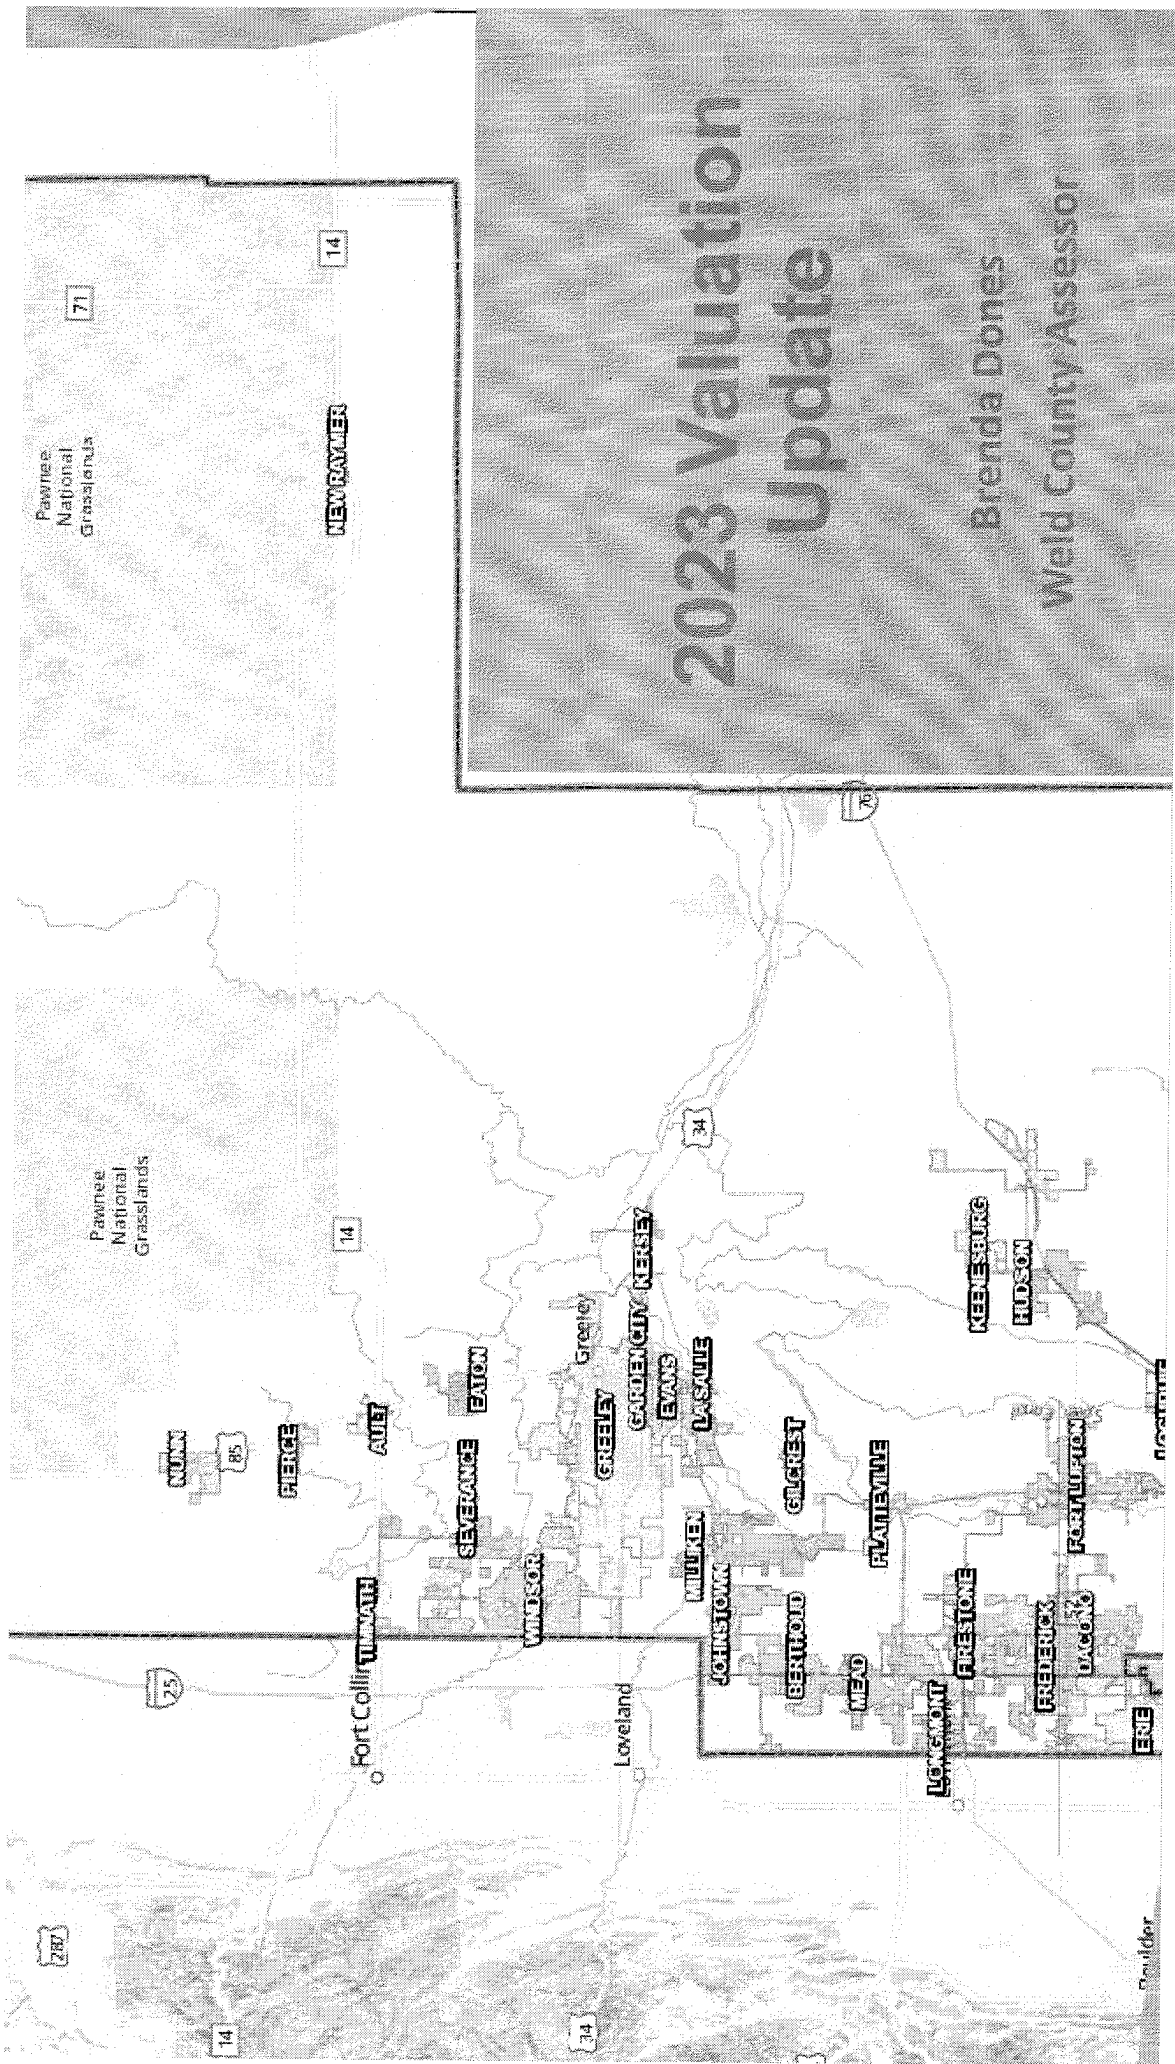 2023 Valuation
Update
Brenda Dones
Weld County Assessor
Pawnee
National
Grasslands
71
14
NEW RAYMER
Pawnee
National
Grasslands
14
NUNN
85
PIERCE
AULT
EATON
SEVERANCE
TIMNATH
WINDSOR
Greeley
GREELEY
GARDEN CITY
KERSEY
EVANS
LA SALLE
34
76
MILLIKEN
JOHNSTOWN
GILCREST
BERTHOUD
PLATTEVILLE
MEAD
KEENESBURG
HUDSON
FIRESTONE
LONGMONT
FREDERICK
FORT LUPTON
DACONO
ERIE
25
Fort Collin
Loveland
287
14
34